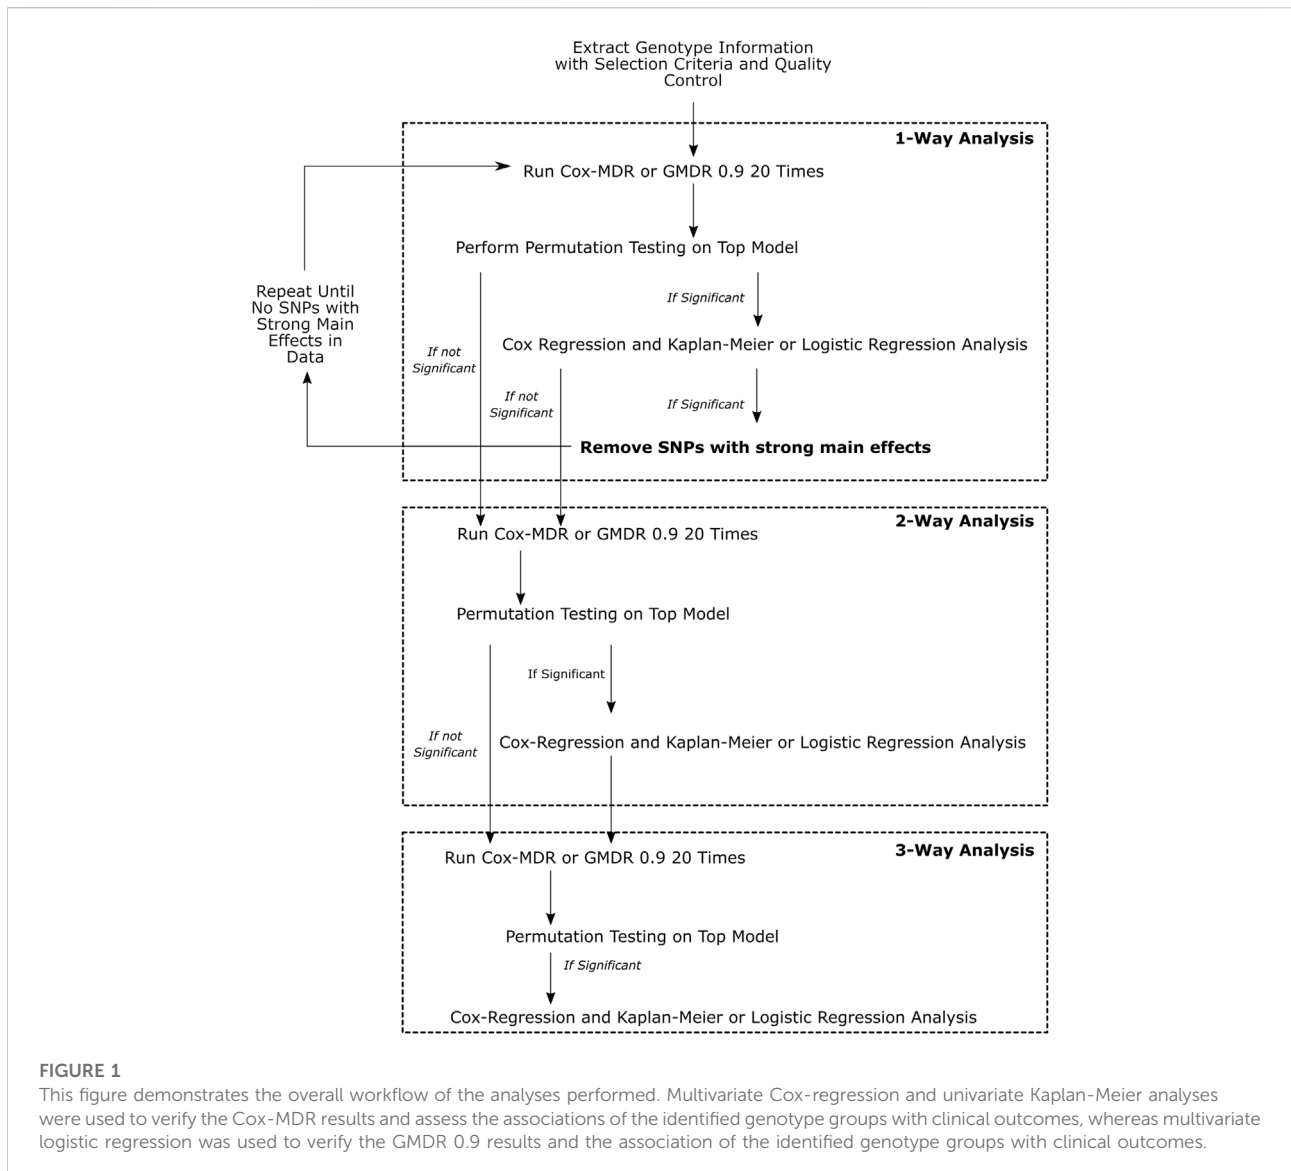 Extract Genotype Information
with Selection Criteria and Quality
Control
1-Way Analysis
Run Cox-MDR or GMDR 0.9 20 Times
Perform Permutation Testing on Top Model
If Significant
Repeat Until
No SNPs with
Strong Main
Effects in
Data
If not
Significant
Cox Regression and Kaplan-Meier or Logistic Regression Analysis
If not
Significant
If Significant
Remove SNPs with strong main effects
2-Way Analysis
Run Cox-MDR or GMDR 0.9 20 Times
Permutation Testing on Top Model
If Significant
If not
Significant
Cox-Regression and Kaplan-Meier or Logistic Regression Analysis
3-Way Analysis
Run Cox-MDR or GMDR 0.9 20 Times
Permutation Testing on Top Model
If Significant
Cox-Regression and Kaplan-Meier or Logistic Regression Analysis
FIGURE 1
This figure demonstrates the overall workflow of the analyses performed. Multivariate Cox-regression and univariate Kaplan-Meier analyses
were used to verify the Cox-MDR results and assess the associations of the identified genotype groups with clinical outcomes, whereas multivariate
logistic regression was used to verify the GMDR 0.9 results and the association of the identified genotype groups with clinical outcomes.